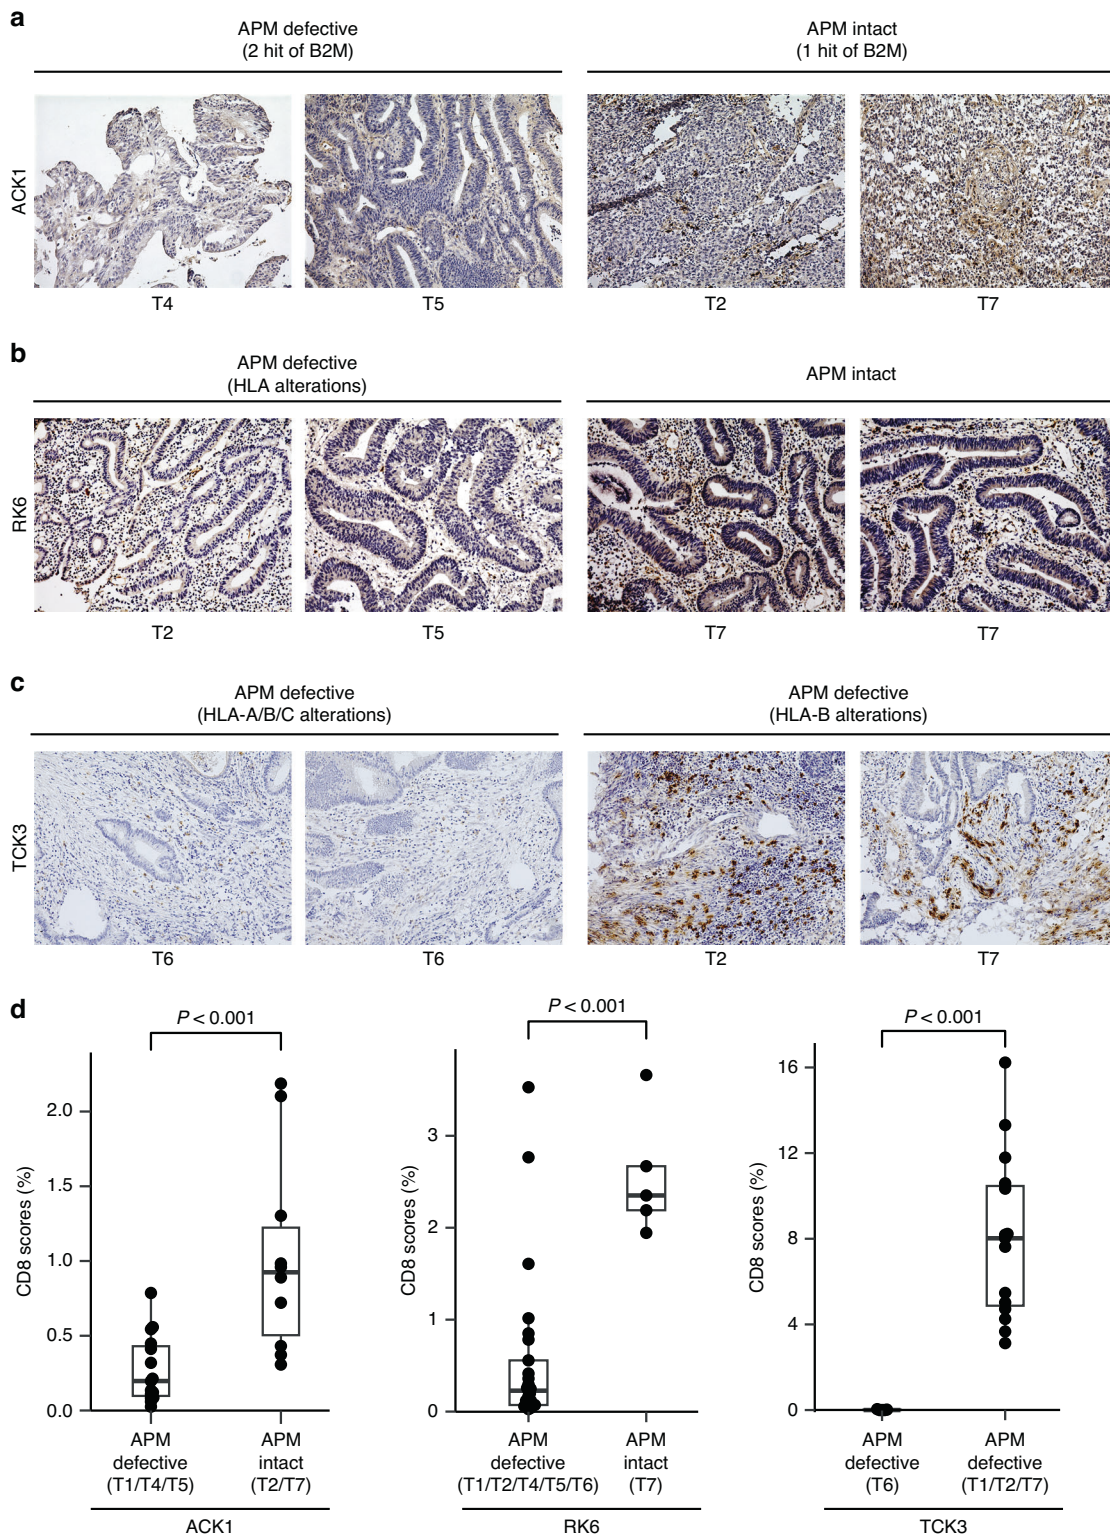 a
APM defective
(2 hit of B2M)
APM intact
(1 hit of B2M)
ACK1
T4
T5
T2
T7
b
APM defective
(HLA alterations)
APM intact
RK6
T2
T5
T7
T7
c
APM defective
(HLA-A/B/C alterations)
APM defective
(HLA-B alterations)
TCK3
T6
T6
T2
T7
d
P < 0.001
CD8 scores (%)
2.0
1.5
1.0
0.5
0.0
APM
defective
(T1/T4/T5)
APM
intact
(T2/T7)
ACK1
P < 0.001
CD8 scores (%)
3
2
1
0
APM
defective
(T1/T2/T4/T5/T6)
APM
intact
(T7)
RK6
P < 0.001
CD8 scores (%)
16
12
8
4
0
APM
defective
(T6)
APM
defective
(T1/T2/T7)
TCK3